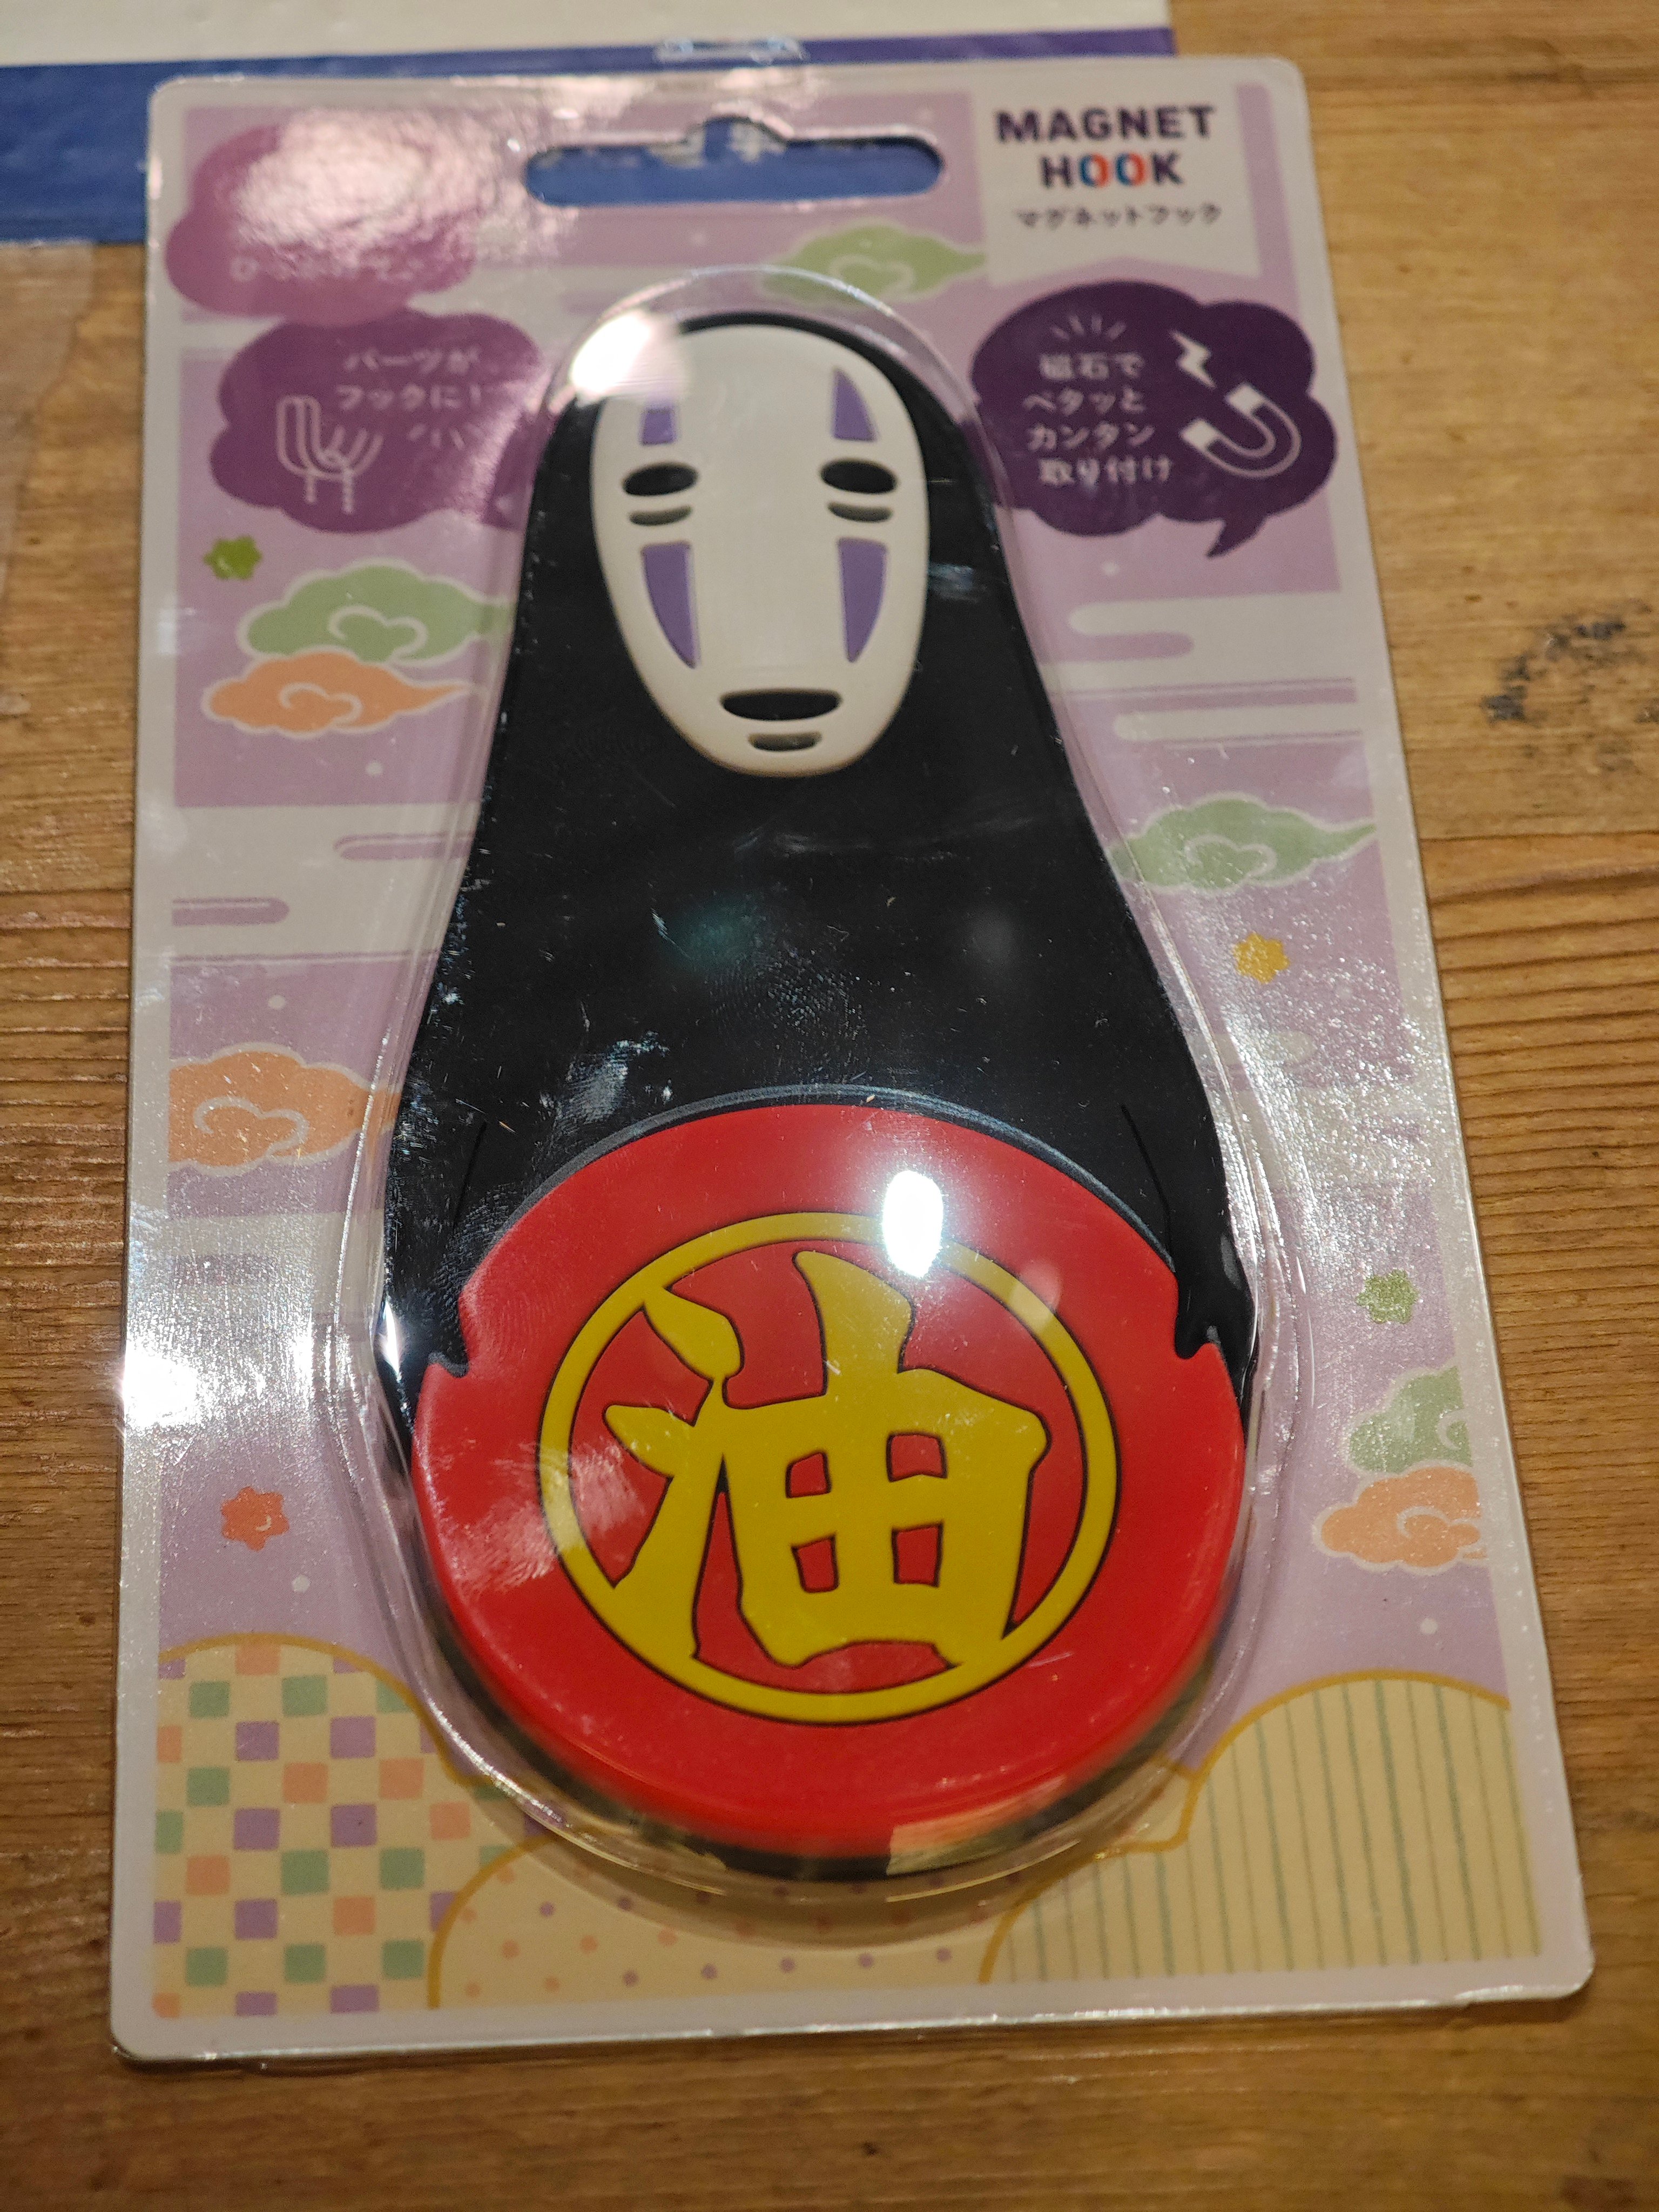 MAGNET
HOOK
マグネットフック
パーツが
フックに!
磁石で
ペタッと
カンタン
取り付け
油